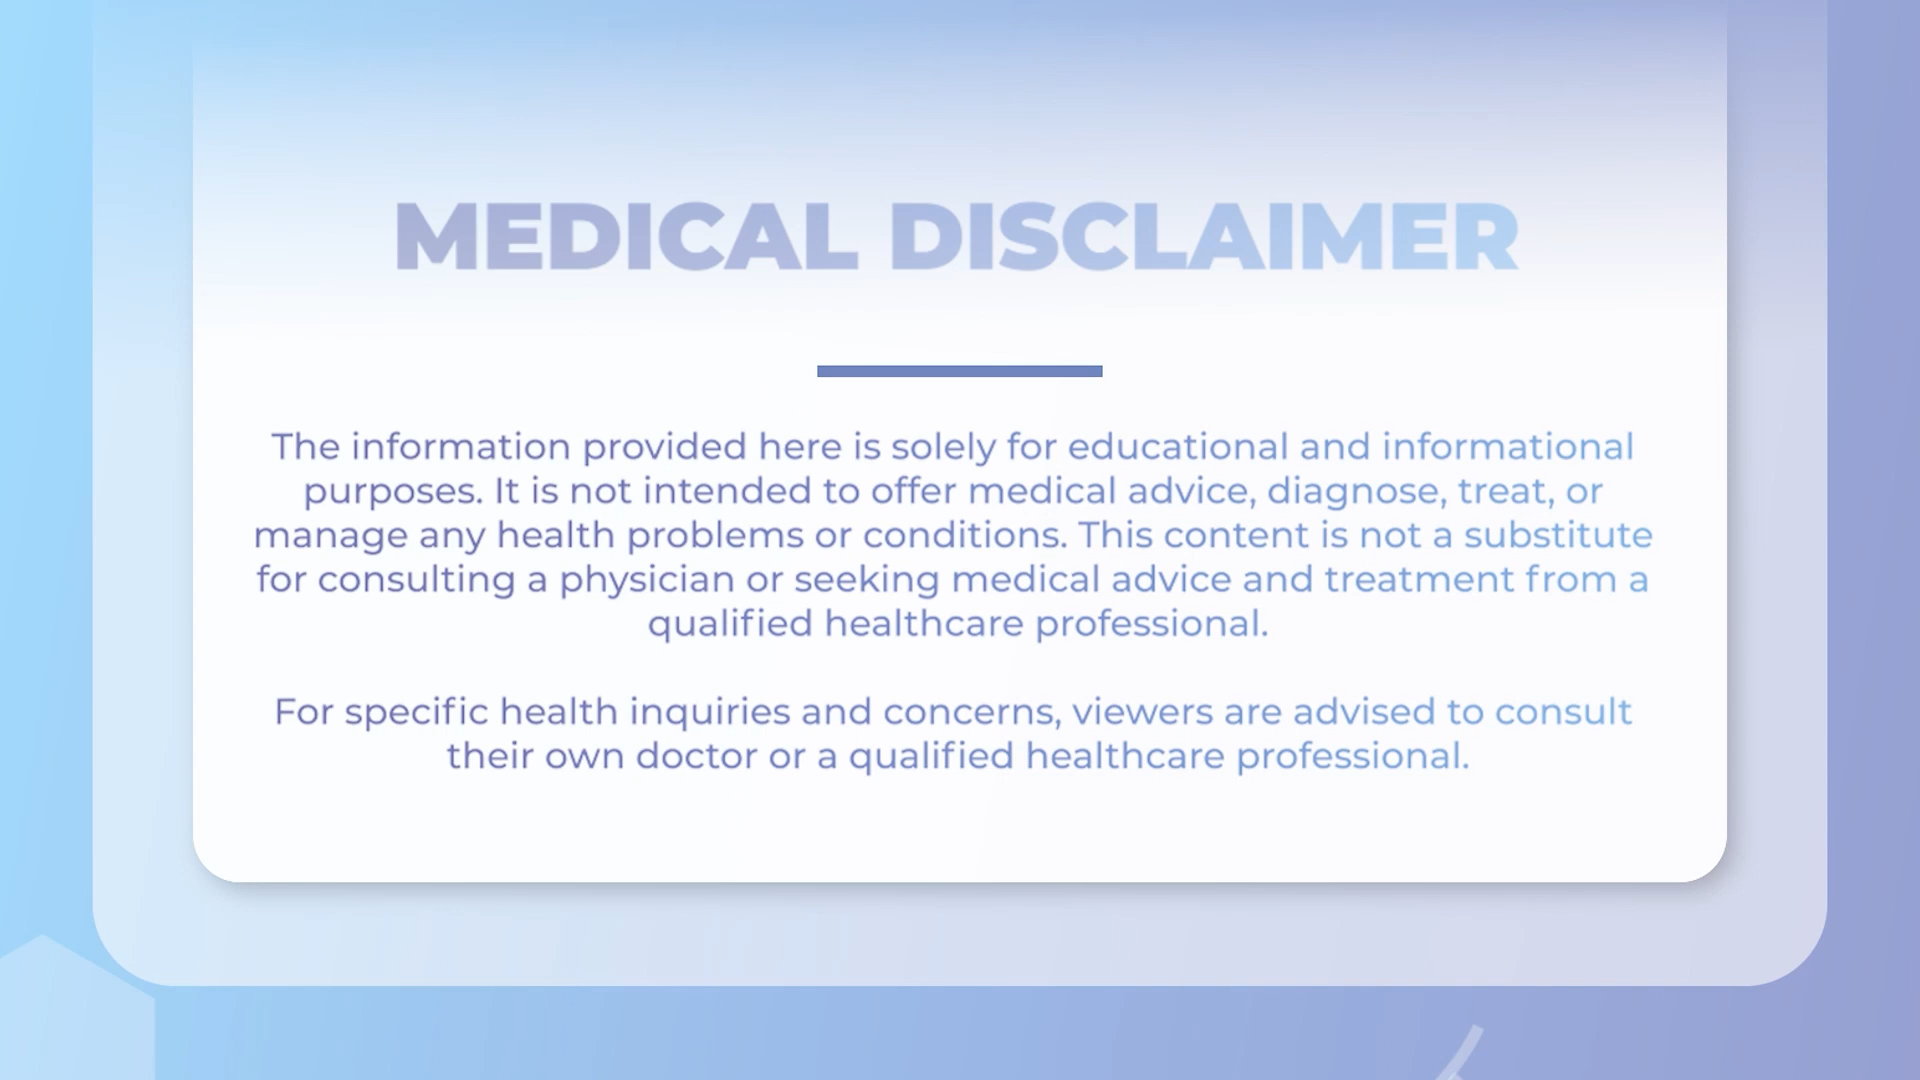 MEDICAL DISCLAIMER
The information provided here is solely for educational and informational
purposes. It is not intended to offer medical advice, diagnose, treat, or
manage any health problems or conditions. This content is not a substitute
for consulting a physician or seeking medical advice and treatment from a
qualified healthcare professional.
For specific health inquiries and concerns, viewers are advised to consult
their own doctor or a qualified healthcare professional.